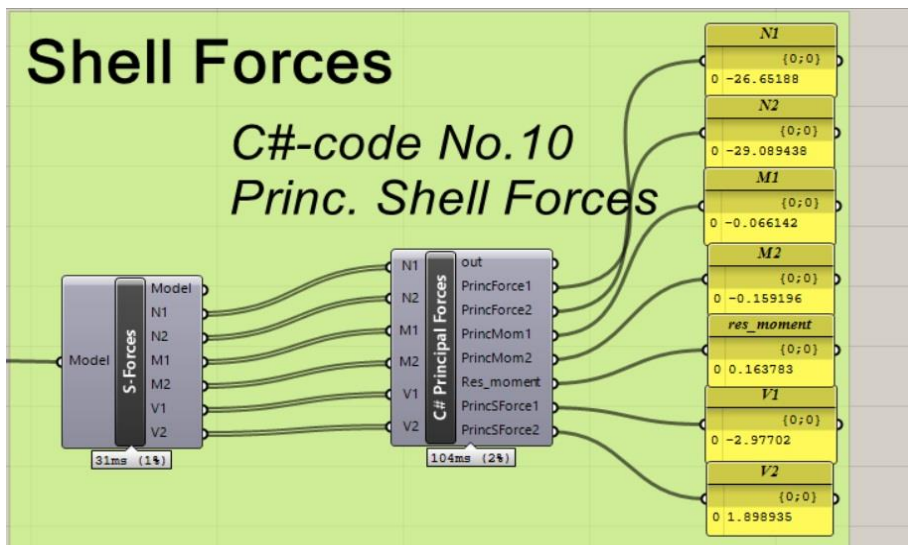 Shell Forces
C#-code No.10
Princ. Shell Forces
Model
S-Forces
Model
N1
N2
M1
M2
V1
V2
31ms (1%)
N1
N2
M1
M2
V1
V2
C# Principal Forces
out
PrincForce1
PrincForce2
PrincMom1
PrincMom2
Res_moment
PrincSForce1
PrincSForce2
104ms (2%)
N1
{0;0}
0 -26.65188
N2
{0;0}
0 -29.089438
M1
{0;0}
0 -0.066142
M2
{0;0}
0 -0.159196
res_moment
{0;0}
0 0.163783
V1
{0;0}
0 -2.97702
V2
{0;0}
0 1.898935